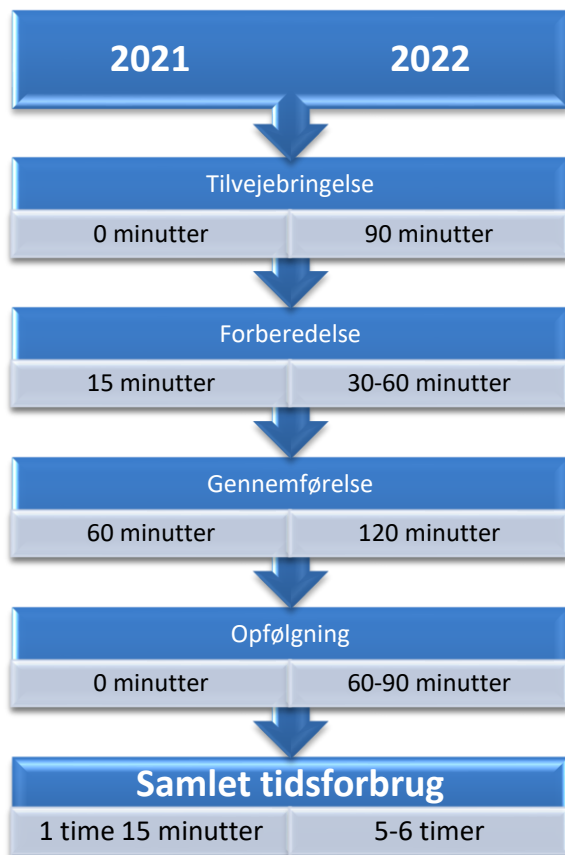 2021 2022
Tilvejebringelse
0 minutter 90 minutter
Forberedelse
15 minutter 30-60 minutter
Gennemførelse
60 minutter 120 minutter
Opfølgning
0 minutter 60-90 minutter
Samlet tidsforbrug
1 time 15 minutter 5-6 timer